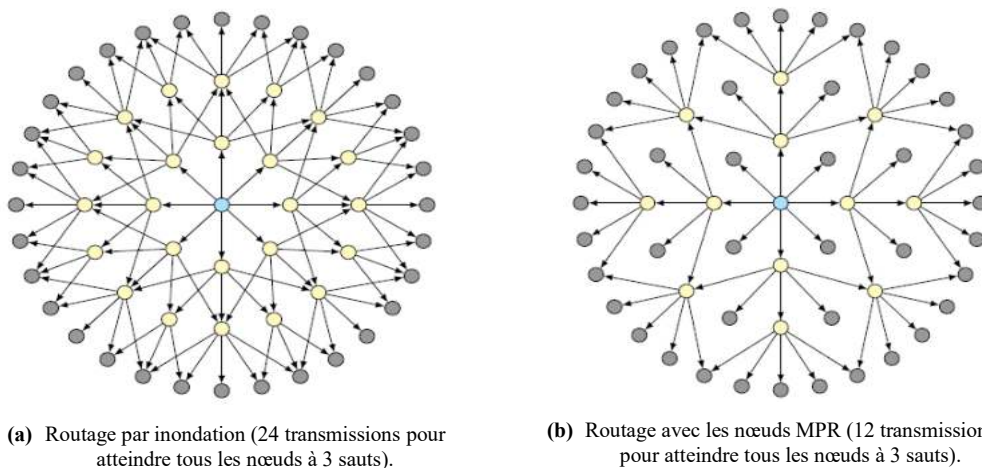 (a) Routage par inondation (24 transmissions pour
atteindre tous les nœuds à 3 sauts).
(b) Routage avec les nœuds MPR (12 transmission
pour atteindre tous les nœuds à 3 sauts).